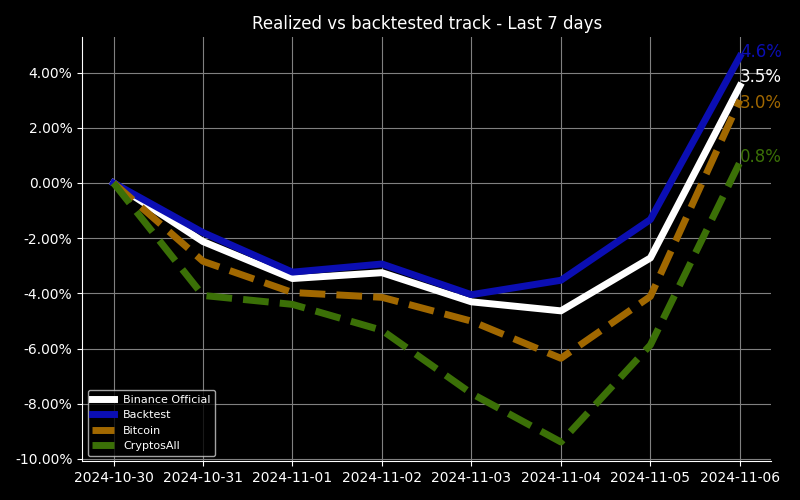 Realized vs backtested track - Last 7 days
4.6%
4.00%
3.5%
3.0%
2.00%
0.8%
0.00%
-2.00%
-4.00%
-6.00%
-8.00%
-10.00%
Binance Official
Backtest
Bitcoin
CryptosAll
2024-10-30 2024-10-31 2024-11-01 2024-11-02 2024-11-03 2024-11-04 2024-11-05 2024-11-06